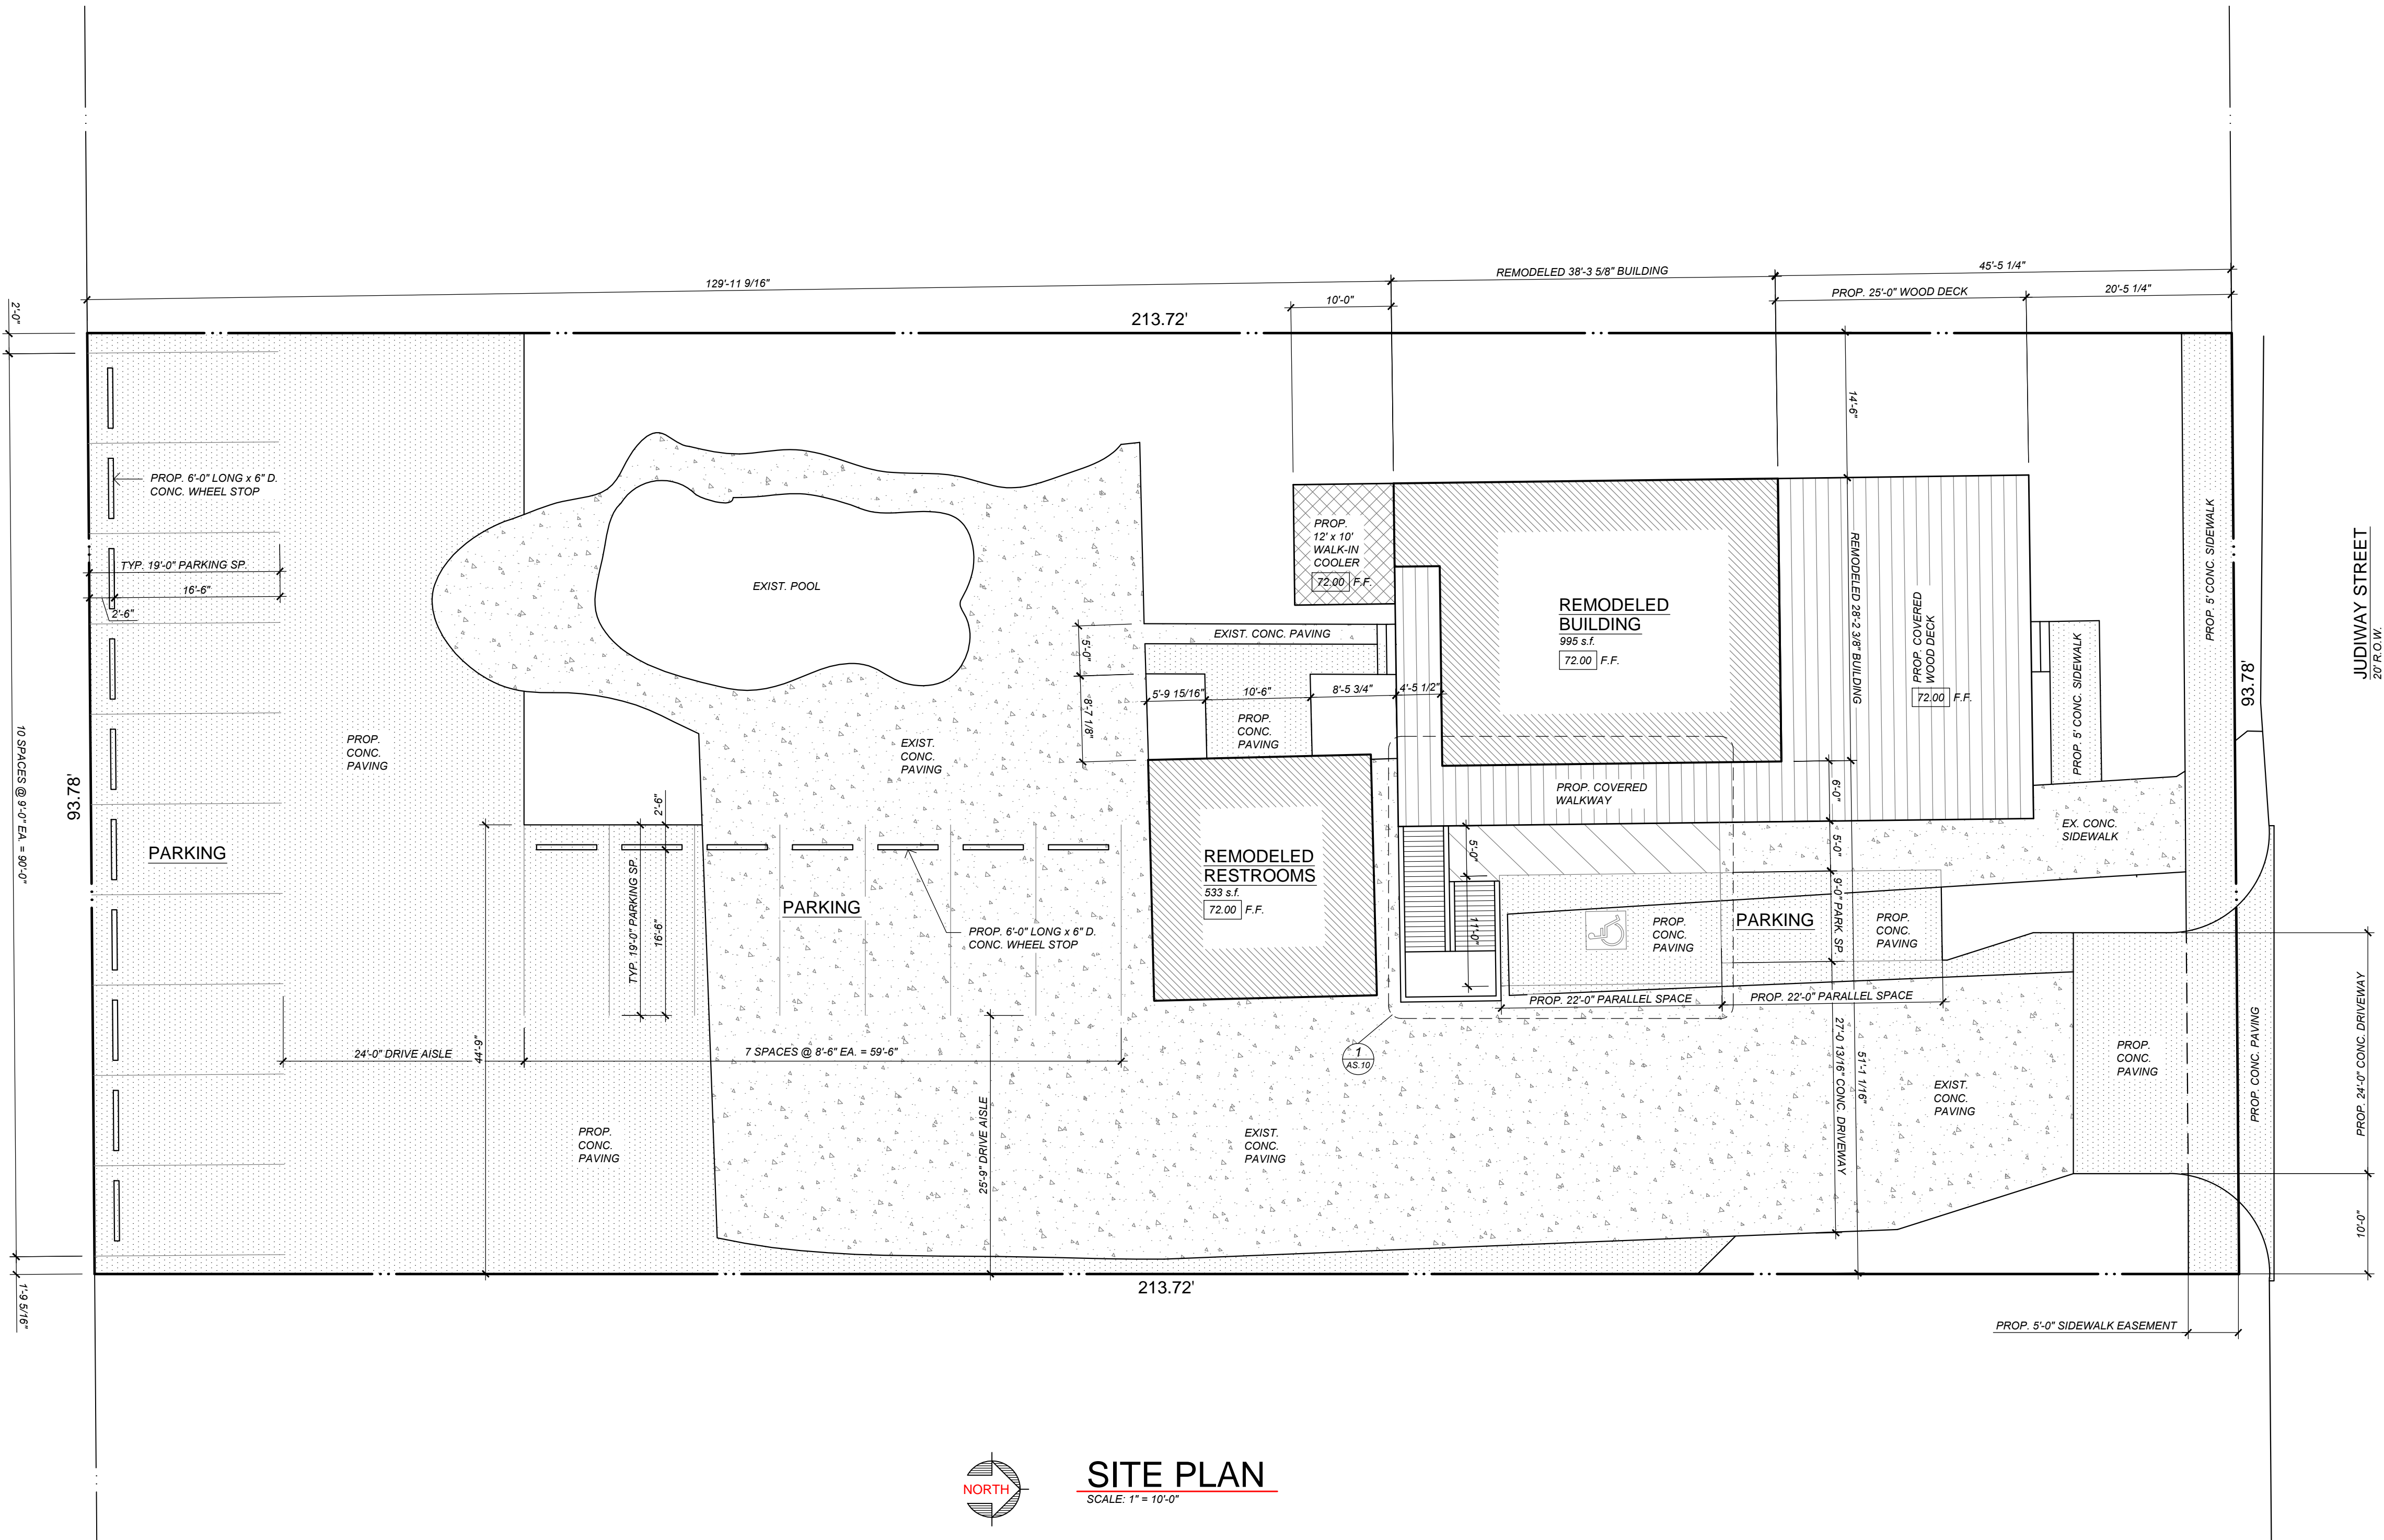 129'-11 9/16"
REMODELED 38'-3 5/8" BUILDING
45'-5 1/4"
10'-0"
PROP. 25'-0" WOOD DECK
20'-5 1/4"
213.72'
2'-0"
10 SPACES @ 9'-0" EA. = 90'-0"
1'-9 5/16"
93.78'
PROP. 6'-0" LONG x 6" D.
CONC. WHEEL STOP
TYP. 19'-0" PARKING SP.
16'-6"
2'-6"
PROP.
CONC.
PAVING
PARKING
EXIST. POOL
EXIST.
CONC.
PAVING
2'-6"
TYP. 19'-0" PARKING SP.
16'-6"
PARKING
PROP. 6'-0" LONG x 6" D.
CONC. WHEEL STOP
24'-0" DRIVE AISLE
44'-9"
7 SPACES @ 8'-6" EA. = 59'-6"
25'-9" DRIVE AISLE
PROP.
CONC.
PAVING
EXIST.
CONC.
PAVING
5'-0"
8'-7 1/8"
EXIST. CONC. PAVING
5'-9 15/16"
10'-6"
8'-5 3/4"
4'-5 1/2"
PROP.
CONC.
PAVING
PROP.
12' x 10'
WALK-IN
COOLER
72.00 F.F.
REMODELED
BUILDING
995 s.f.
72.00 F.F.
REMODELED
RESTROOMS
533 s.f.
72.00 F.F.
14'-6"
REMODELED 28'-2 3/8" BUILDING
PROP. COVERED
WOOD DECK
72.00 F.F.
PROP. COVERED
WALKWAY
6'-0"
5'-0"
9'-0" PARK. SP.
5'-0"
11'-0"
PROP.
CONC.
PAVING
PARKING
PROP.
CONC.
PAVING
PROP. 22'-0" PARALLEL SPACE
PROP. 22'-0" PARALLEL SPACE
1
AS.10
27'-0 13/16" CONC. DRIVEWAY
51'-1 1/16"
EXIST.
CONC.
PAVING
PROP.
CONC.
PAVING
EX. CONC.
SIDEWALK
PROP. 5' CONC. SIDEWALK
PROP. 5' CONC. SIDEWALK
93.78'
JUDIWAY STREET
20' R.O.W.
PROP. CONC. PAVING
PROP. 24'-0" CONC. DRIVEWAY
10'-0"
213.72'
PROP. 5'-0" SIDEWALK EASEMENT
NORTH
SITE PLAN
SCALE: 1" = 10'-0"